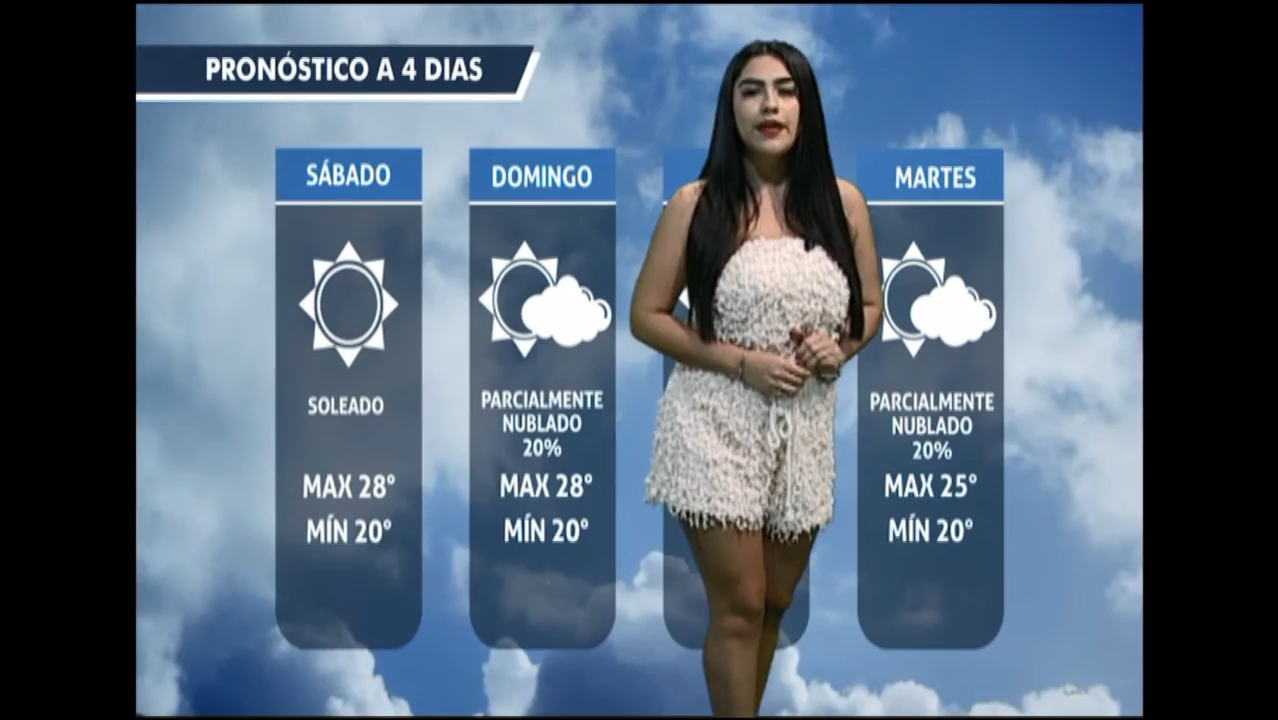 PRONÓSTICO A 4 DIAS
SÁBADO
SOLEADO
MAX 28°
MÍN 20°
DOMINGO
PARCIALMENTE
NUBLADO
20%
MAX 28°
MÍN 20°
MARTES
PARCIALMENTE
NUBLADO
20%
MAX 25°
MÍN 20°